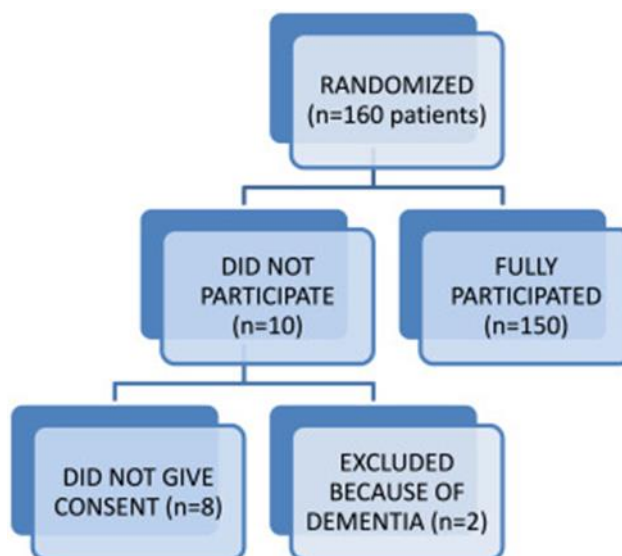 RANDOMIZED
(n=160 patients)
DID NOT
PARTICIPATE
(n=10)
FULLY
PARTICIPATED
(n=150)
DID NOT GIVE
CONSENT (n=8)
EXCLUDED
BECAUSE OF
DEMENTIA (n=2)